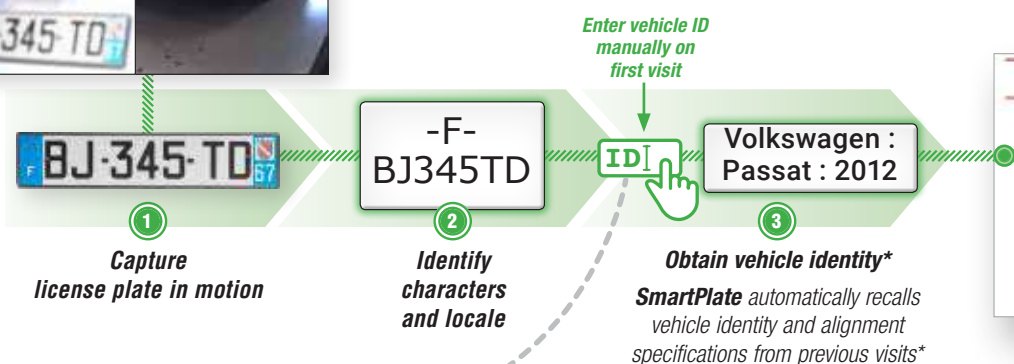 345-TD
Enter vehicle ID
manually on
first visit
F
BJ-345-TD
67
-F-
BJ345TD
ID
Volkswagen :
Passat : 2012
1
2
3
Capture
license plate in motion
Identify
characters
and locale
Obtain vehicle identity*
SmartPlate automatically recalls
vehicle identity and alignment
specifications from previous visits*